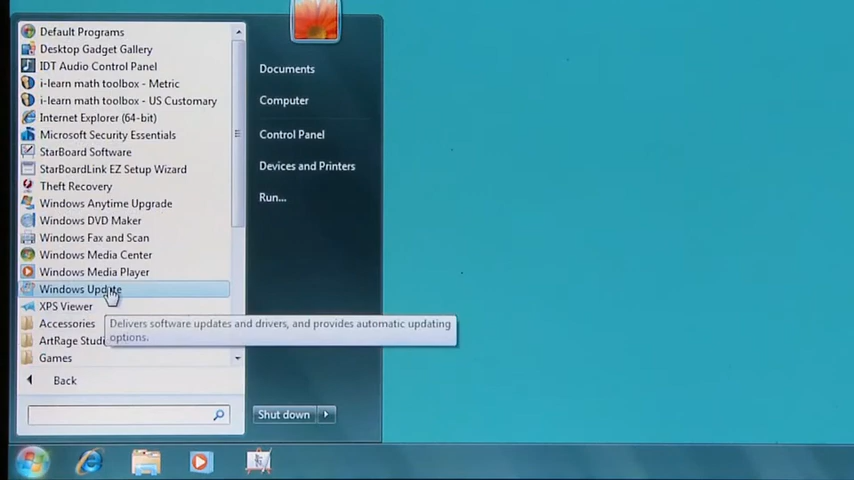 Default Programs
Desktop Gadget Gallery
IDT Audio Control Panel
i-learn math toolbox - Metric
i-learn math toolbox - US Customary
Internet Explorer (64-bit)
Microsoft Security Essentials
StarBoard Software
StarBoardLink EZ Setup Wizard
Theft Recovery
Windows Anytime Upgrade
Windows DVD Maker
Windows Fax and Scan
Windows Media Center
Windows Media Player
Windows Update
XPS Viewer
Accessories
ArtRage Studi
Games
Back
Delivers software updates and drivers, and provides automatic updating
options.
Documents
Computer
Control Panel
Devices and Printers
Run...
Shut down